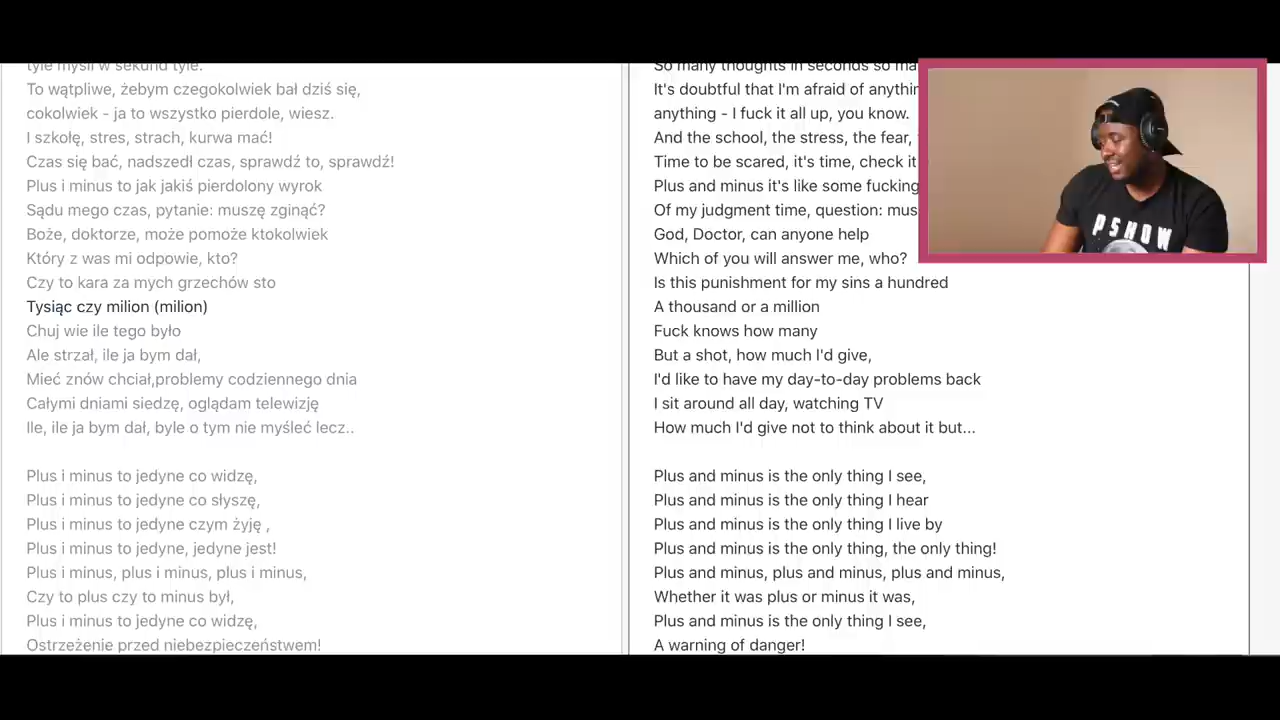 tyle myśli w sekund tyle.
To wątpliwe, żebym czegokolwiek bał dziś się,
cokolwiek - ja to wszystko pierdole, wiesz.
I szkołę, stres, strach, kurwa mać!
Czas się bać, nadszedł czas, sprawdź to, sprawdź!
Plus i minus to jak jakiś pierdolony wyrok
Sądu mego czas, pytanie: muszę zginąć?
Boże, doktorze, może pomoże ktokolwiek
Który z was mi odpowie, kto?
Czy to kara za mych grzechów sto
Tysiąc czy milion (milion)
Chuj wie ile tego było
Ale strzał, ile ja bym dał,
Mieć znów chciał,problemy codziennego dnia
Całymi dniami siedzę, oglądam telewizję
Ile, ile ja bym dał, byle o tym nie myśleć lecz..
Plus i minus to jedyne co widzę,
Plus i minus to jedyne co słyszę,
Plus i minus to jedyne czym żyję ,
Plus i minus to jedyne, jedyne jest!
Plus i minus, plus i minus, plus i minus,
Czy to plus czy to minus był,
Plus i minus to jedyne co widzę,
Ostrzeżenie przed niebezpieczeństwem!
So many thoughts in seconds so
It's doubtful that I'm afraid of
anything - I fuck it all up, you know.
And the school, the stress, the fear,
Time to be scared, it's time, check it
Plus and minus it's like some fucking
Of my judgment time, question:
God, Doctor, can anyone help
Which of you will answer me, who?
Is this punishment for my sins a hundred
A thousand or a million
Fuck knows how many
But a shot, how much I'd give,
I'd like to have my day-to-day problems back
I sit around all day, watching TV
How much I'd give not to think about it but...
Plus and minus is the only thing I see,
Plus and minus is the only thing I hear
Plus and minus is the only thing I live by
Plus and minus is the only thing, the only thing!
Plus and minus, plus and minus, plus and minus,
Whether it was plus or minus it was,
Plus and minus is the only thing I see,
A warning of danger!
PSHOW